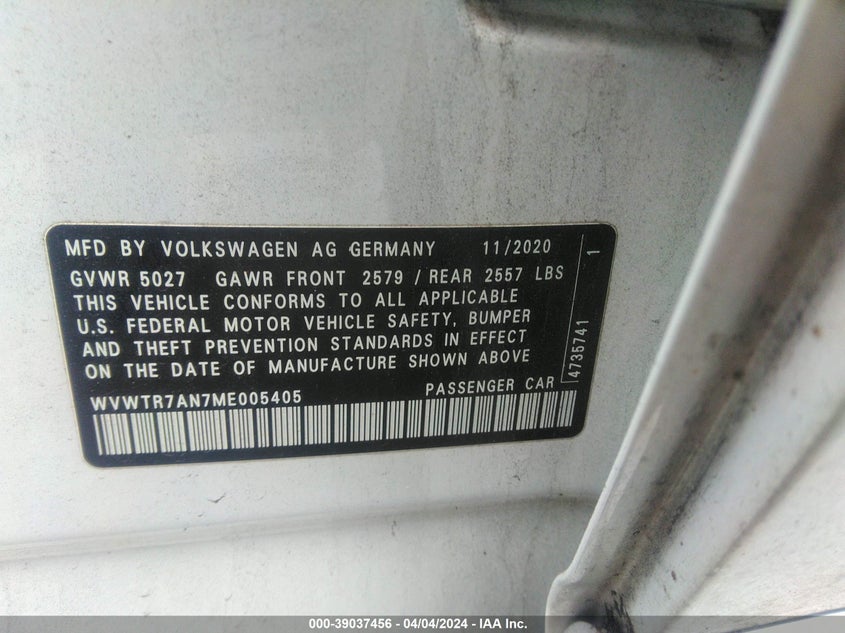 MFD BY VOLKSWAGEN AG GERMANY 11/2020
GVWR 5027 GAWR FRONT 2579 / REAR 2557 LBS
THIS VEHICLE CONFORMS TO ALL APPLICABLE
U.S. FEDERAL MOTOR VEHICLE SAFETY, BUMPER
AND THEFT PREVENTION STANDARDS IN EFFECT
ON THE DATE OF MANUFACTURE SHOWN ABOVE
WVWTR7AN7ME005405 PASSENGER CAR
4735741 1
000-39037456 - 04/04/2024 - IAA Inc.